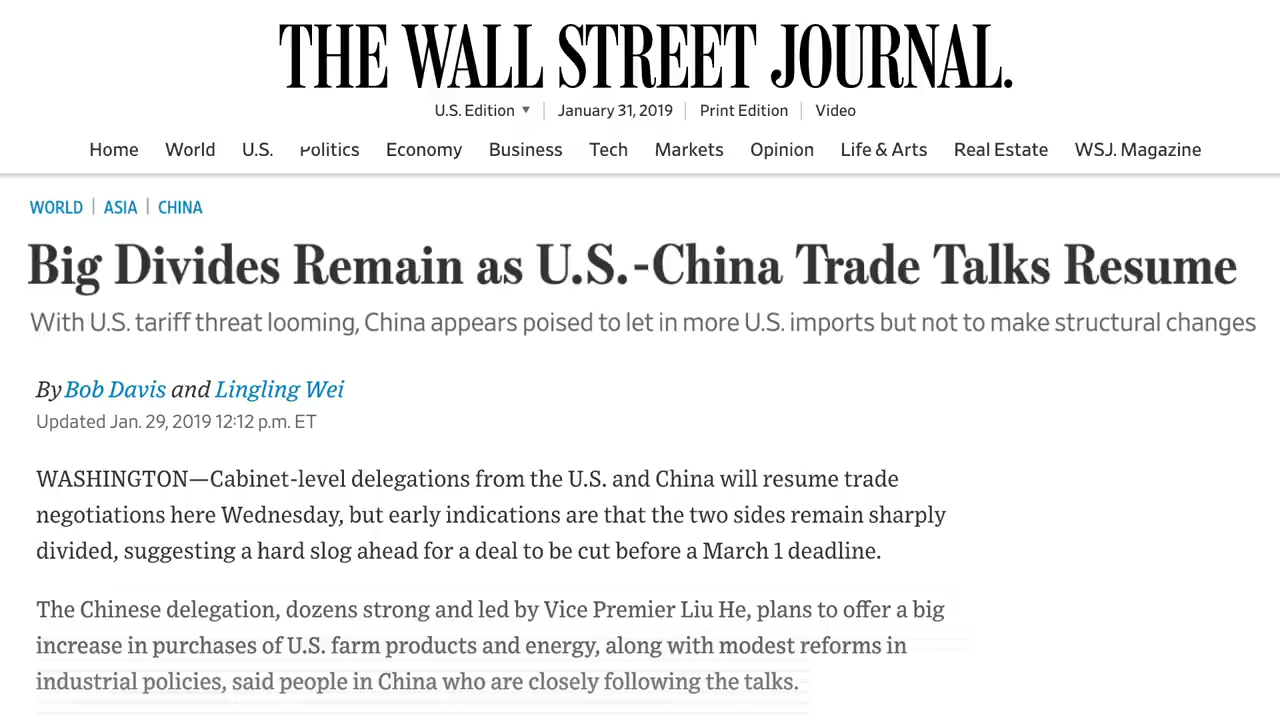 THE WALL STREET JOURNAL.
U.S. Edition ▼ | January 31, 2019 | Print Edition | Video
Home World U.S. Politics Economy Business Tech Markets Opinion Life & Arts Real Estate WSJ. Magazine
WORLD | ASIA | CHINA
Big Divides Remain as U.S.-China Trade Talks Resume
With U.S. tariff threat looming, China appears poised to let in more U.S. imports but not to make structural changes
By Bob Davis and Lingling Wei
Updated Jan. 29, 2019 12:12 p.m. ET
WASHINGTON—Cabinet-level delegations from the U.S. and China will resume trade
negotiations here Wednesday, but early indications are that the two sides remain sharply
divided, suggesting a hard slog ahead for a deal to be cut before a March 1 deadline.
The Chinese delegation, dozens strong and led by Vice Premier Liu He, plans to offer a big
increase in purchases of U.S. farm products and energy, along with modest reforms in
industrial policies, said people in China who are closely following the talks.